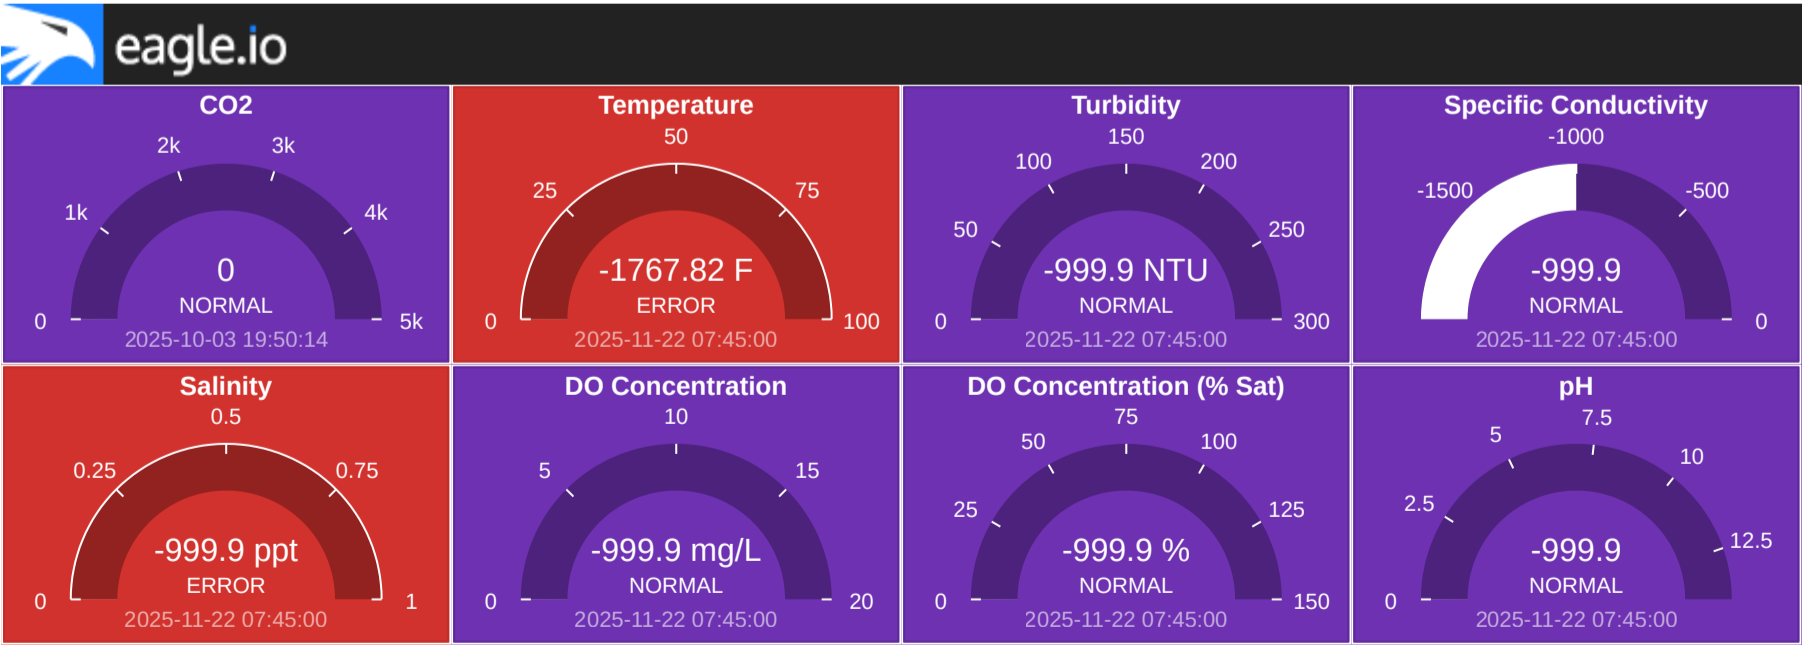 eagle.io
CO2
2k 3k
1k 4k
0
NORMAL
0 5k
2025-10-03 19:50:14
Temperature
50
25 75
-1767.82 F
ERROR
0 100
2025-11-22 07:45:00
Turbidity
150
100 200
50 250
-999.9 NTU
NORMAL
0 300
2025-11-22 07:45:00
Specific Conductivity
-1000
-1500 -500
-999.9
NORMAL
0
2025-11-22 07:45:00
Salinity
0.5
0.25 0.75
-999.9 ppt
ERROR
0 1
2025-11-22 07:45:00
DO Concentration
10
5 15
-999.9 mg/L
NORMAL
0 20
2025-11-22 07:45:00
DO Concentration (% Sat)
75
50 100
25 125
-999.9 %
NORMAL
0 150
2025-11-22 07:45:00
pH
7.5
5 10
2.5 12.5
-999.9
NORMAL
0
2025-11-22 07:45:00